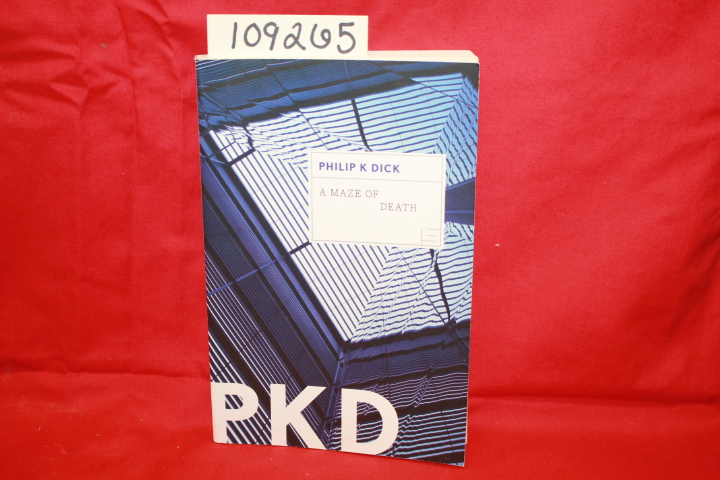 109265
PHILIP K DICK
A MAZE OF
DEATH
PKD